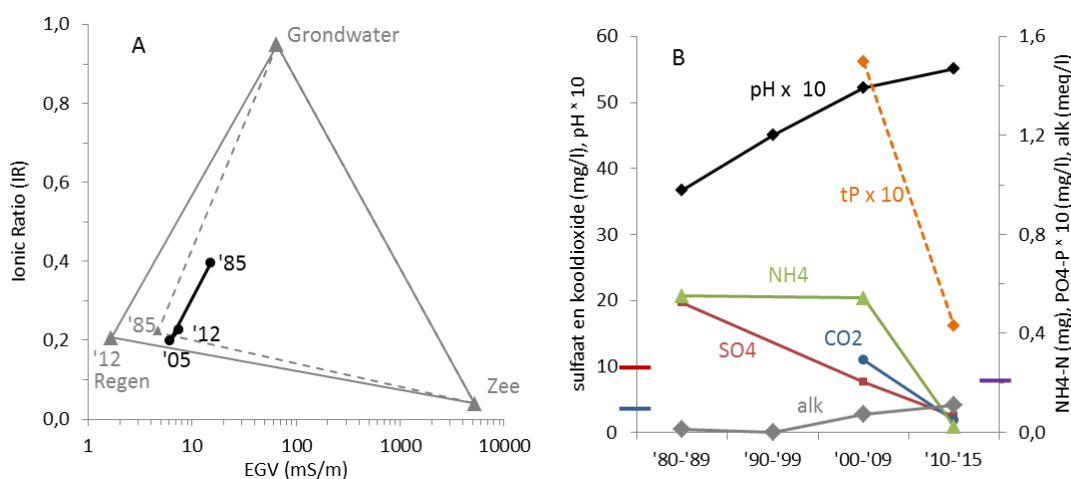 A
Grondwater
Ionic Ratio (IR)
1,0
0,8
0,6
0,4
0,2
0,0
'85
'12
'05
'85
'12
Regen
Zee
1 10 100 1000 10000
EGV (mS/m)
B
sulfaat en kooldioxide (mg/l), pH * 10
60
50
40
30
20
10
0
pH x 10
tP x 10
NH4
CO2
SO4
alk
1,6
1,2
0,8
0,4
0,0
NH4-N (mg), PO4-P * 10 (mg/l), alk (meq/l)
'80-'89 '90-'99 '00-'09 '10-'15